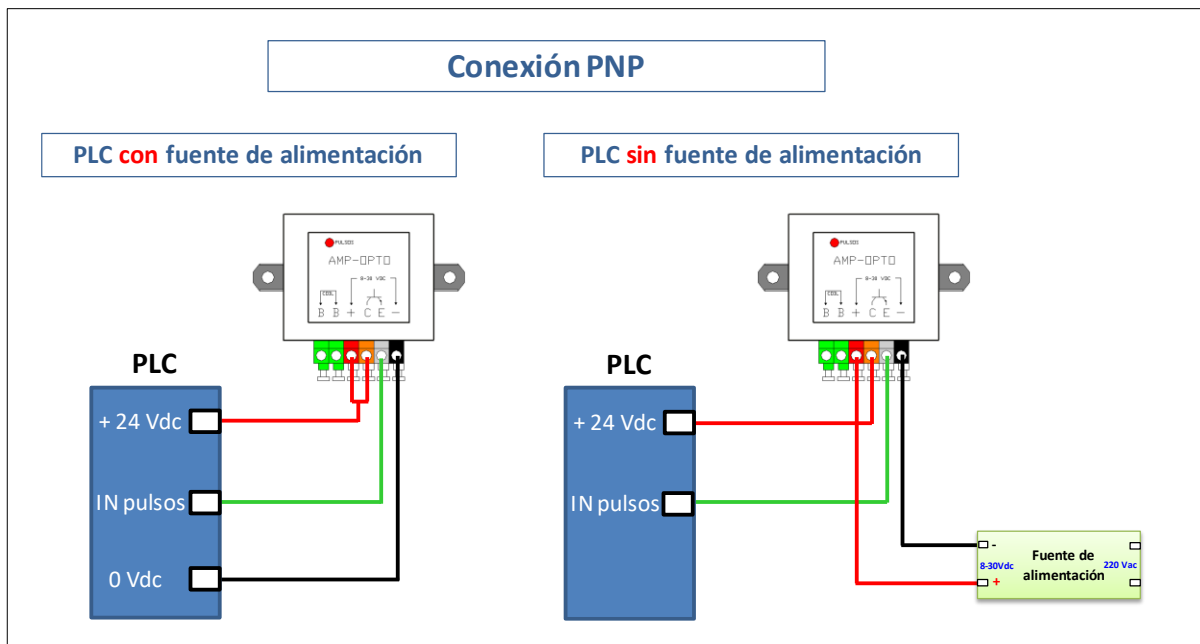 Conexión PNP
PLC con fuente de alimentación
PLC sin fuente de alimentación
PULSOS
AMP-OPTO
8-30 VDC
COIL
B B + C E -
PLC
+ 24 Vdc
IN pulsos
0 Vdc
PULSOS
AMP-OPTO
8-30 VDC
COIL
B B + C E -
PLC
+ 24 Vdc
IN pulsos
-
8-30Vdc
+
Fuente de
alimentación
220 Vac